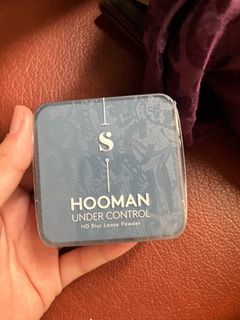 S
HOOMAN
UNDER CONTROL
HD Blur Loose Powder